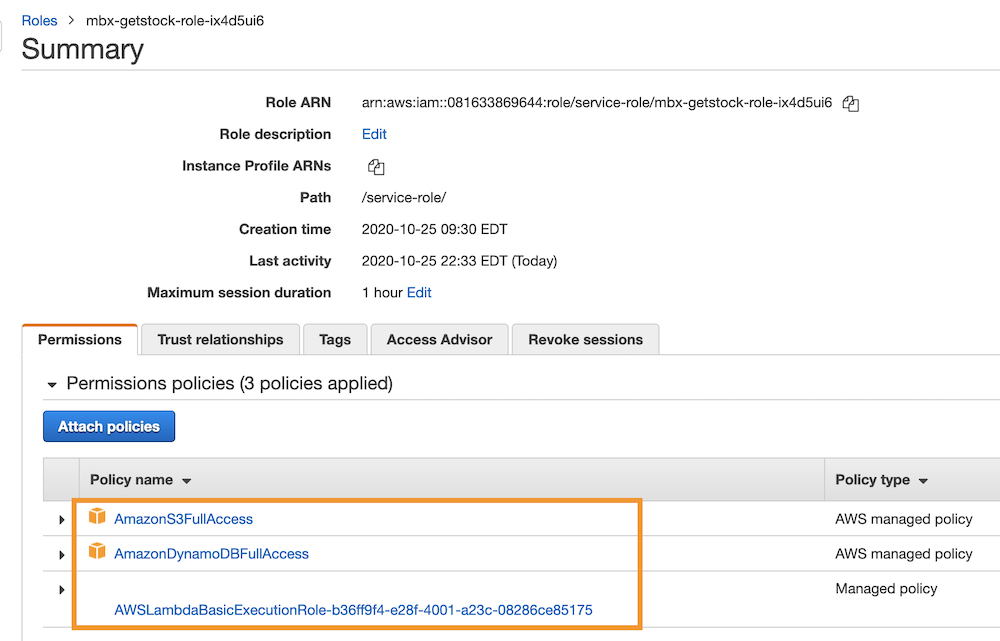 Roles > mbx-getstock-role-ix4d5ui6
Summary
Role ARN arn:aws:iam::081633869644:role/service-role/mbx-getstock-role-ix4d5ui6
Role description Edit
Instance Profile ARNs
Path /service-role/
Creation time 2020-10-25 09:30 EDT
Last activity 2020-10-25 22:33 EDT (Today)
Maximum session duration 1 hour Edit
Permissions Trust relationships Tags Access Advisor Revoke sessions
Permissions policies (3 policies applied)
Attach policies
Policy name Policy type
AmazonS3FullAccess AWS managed policy
AmazonDynamoDBFullAccess AWS managed policy
Managed policy
AWSLambdaBasicExecutionRole-b36ff9f4-e28f-4001-a23c-08286ce85175